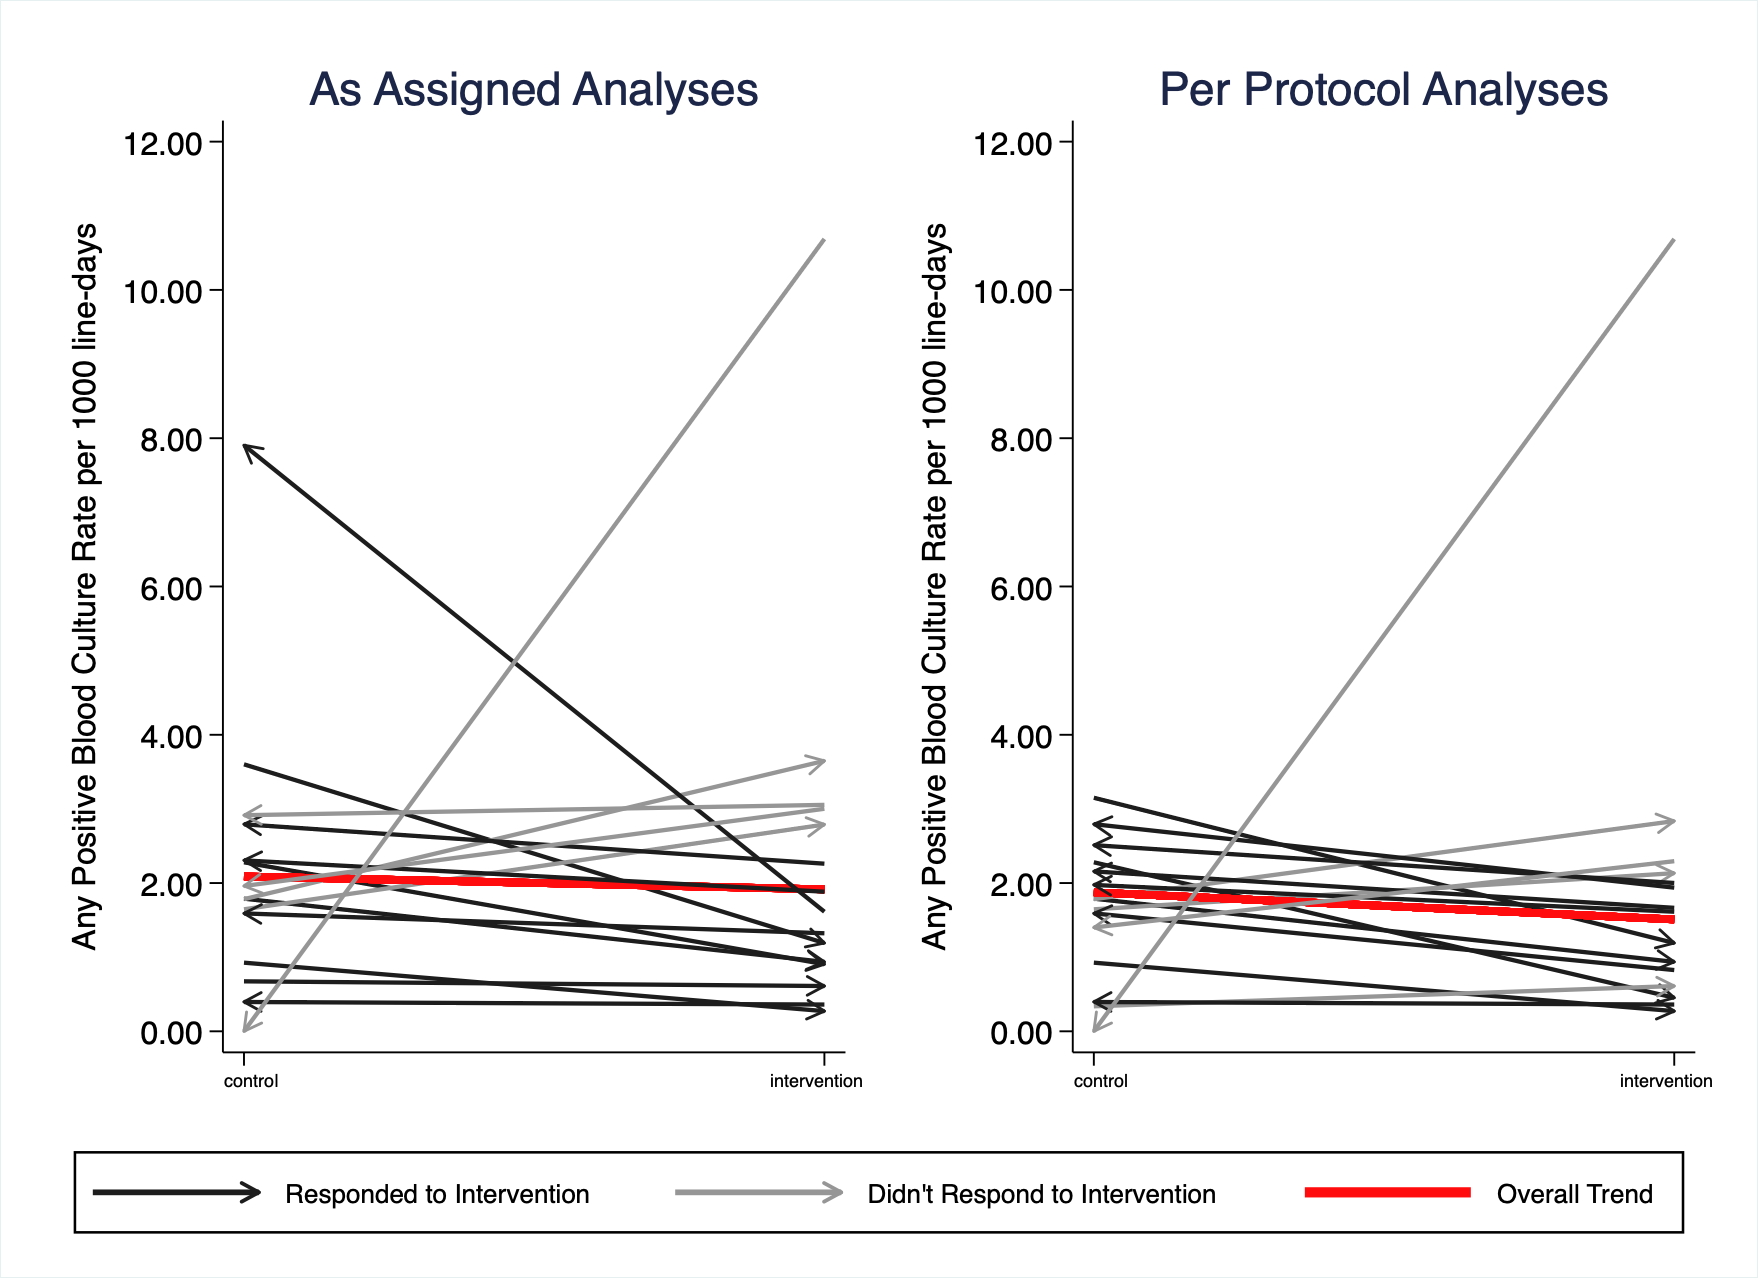 As Assigned Analyses
Any Positive Blood Culture Rate per 1000 line-days
12.00
10.00
8.00
6.00
4.00
2.00
0.00
control
intervention
Per Protocol Analyses
Any Positive Blood Culture Rate per 1000 line-days
12.00
10.00
8.00
6.00
4.00
2.00
0.00
control
intervention
Responded to Intervention
Didn't Respond to Intervention
Overall Trend